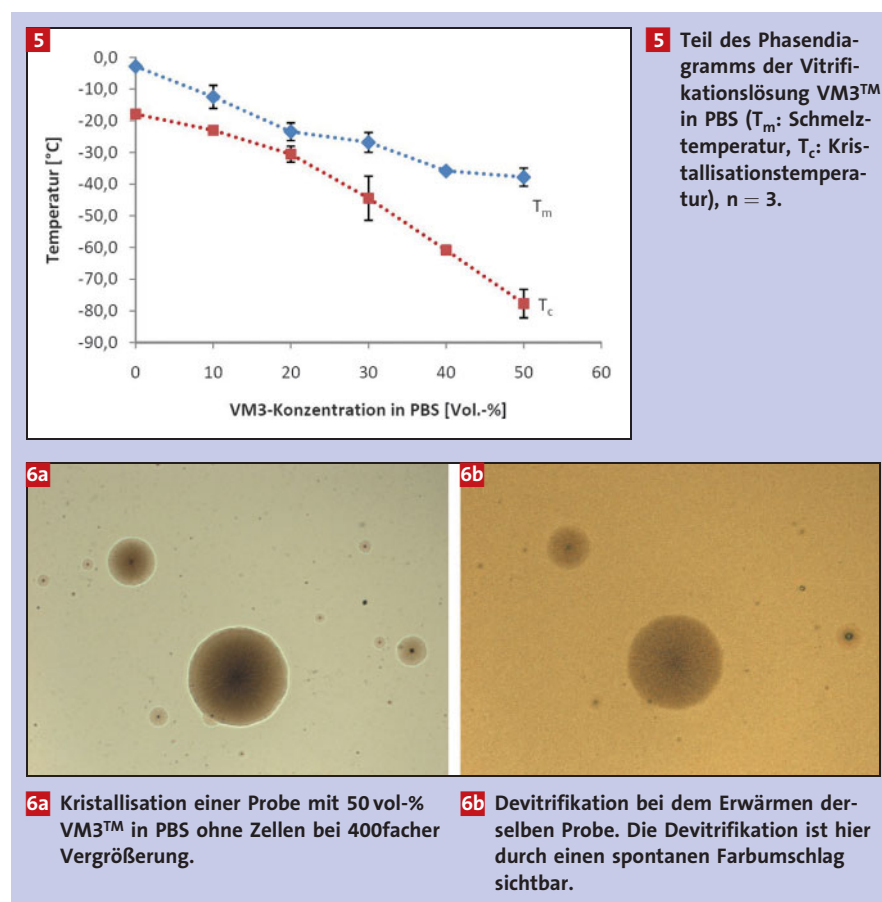 5
0,0
-10,0
-20,0
-30,0
-40,0
-50,0
-60,0
-70,0
-80,0
-90,0
Temperatur [°C]
Tm
Tc
0 10 20 30 40 50 60
VM3-Konzentration in PBS [Vol.-%]
5 Teil des Phasendia-
gramms der Vitrifi-
kationslösung VM3™
in PBS (Tm: Schmelz-
temperatur, Tc: Kris-
tallisationstempera-
tur), n = 3.
6a
6b
6a Kristallisation einer Probe mit 50 vol-%
VM3™ in PBS ohne Zellen bei 400facher
Vergrößerung.
6b Devitrifikation bei dem Erwärmen der-
selben Probe. Die Devitrifikation ist hier
durch einen spontanen Farbumschlag
sichtbar.